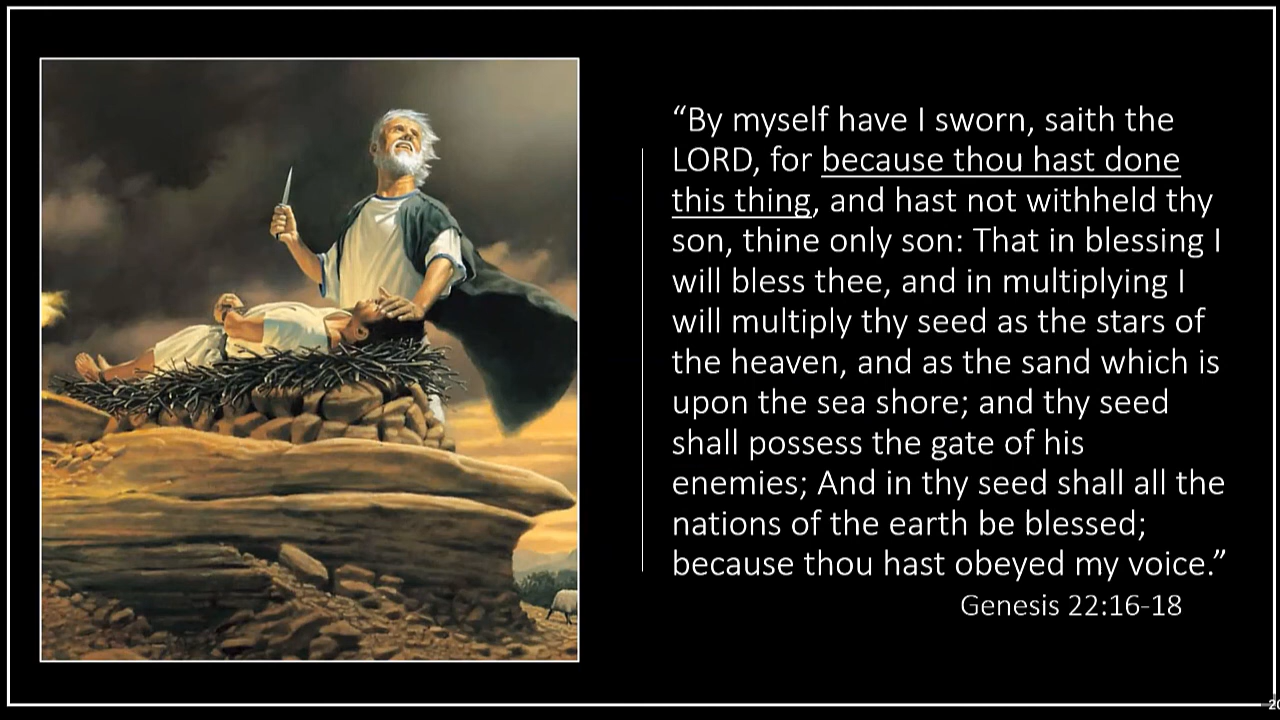 “By myself have I sworn, saith the
LORD, for because thou hast done
this thing, and hast not withheld thy
son, thine only son: That in blessing I
will bless thee, and in multiplying I
will multiply thy seed as the stars of
the heaven, and as the sand which is
upon the sea shore; and thy seed
shall possess the gate of his
enemies; And in thy seed shall all the
nations of the earth be blessed;
because thou hast obeyed my voice.”
Genesis 22:16-18